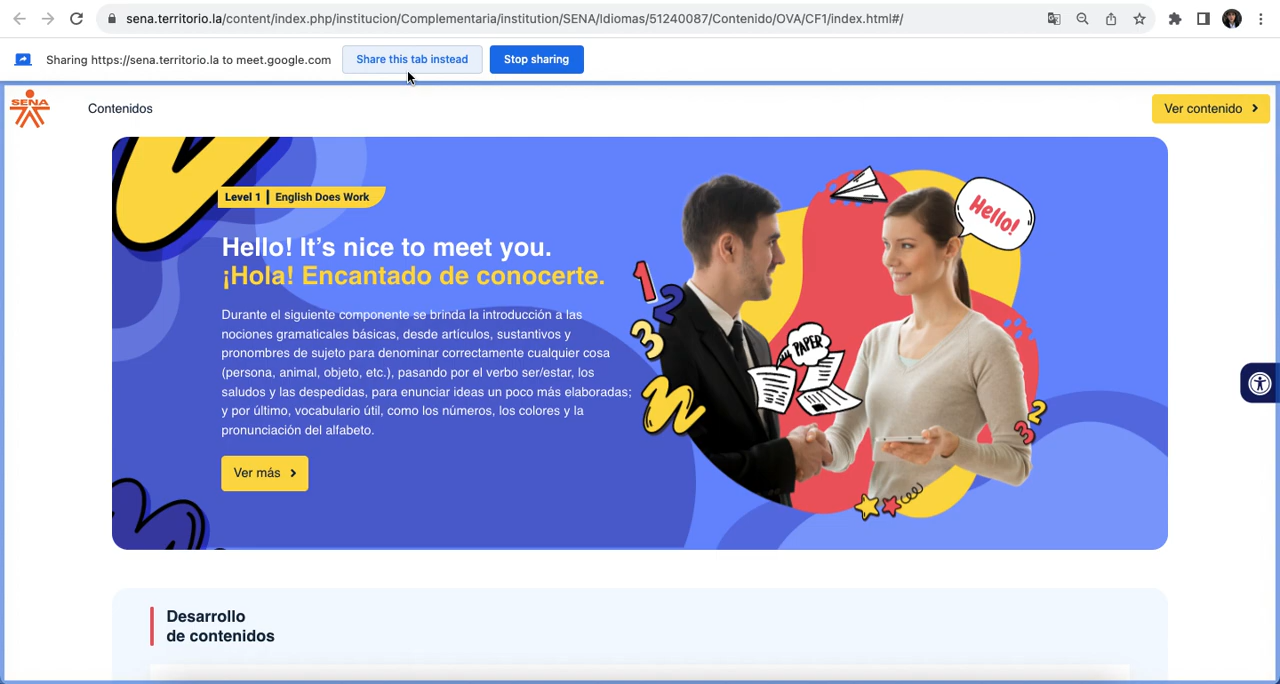 sena.territorio.la/content/index.php/institucion/Complementaria/institution/SENA/Idiomas/51240087/Contenido/OVA/CF1/index.html#/
Sharing https://sena.territorio.la to meet.google.com
Share this tab instead
Stop sharing
SENA
Contenidos
Ver contenido
Level 1 | English Does Work
Hello! It's nice to meet you.
¡Hola! Encantado de conocerte.
Durante el siguiente componente se brinda la introducción a las
nociones gramaticales básicas, desde artículos, sustantivos y
pronombres de sujeto para denominar correctamente cualquier cosa
(persona, animal, objeto, etc.), pasando por el verbo ser/estar, los
saludos y las despedidas, para enunciar ideas un poco más elaboradas;
y por último, vocabulario útil, como los números, los colores y la
pronunciación del alfabeto.
Ver más
Hello!
1
2
3
PAPER
2
3
Desarrollo
de contenidos